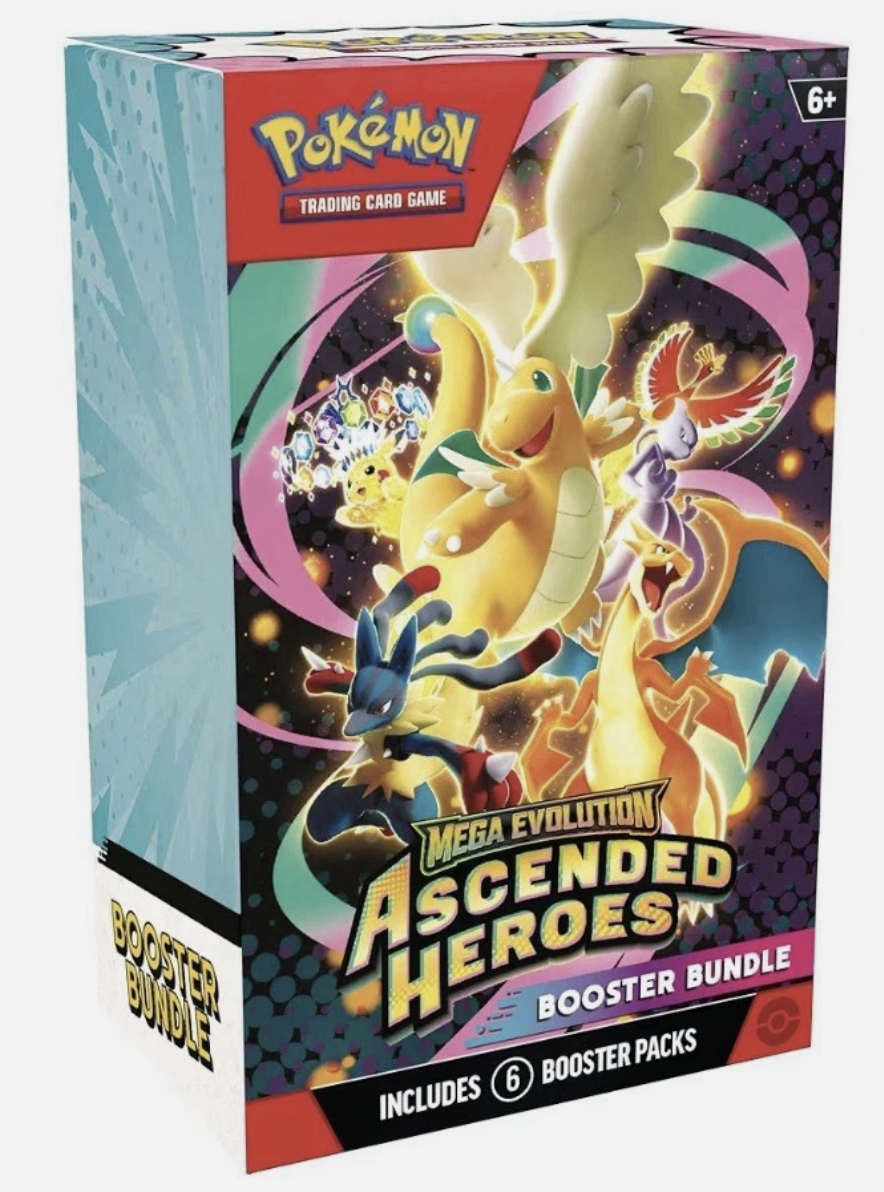 POKéMON
TRADING CARD GAME
6+
MEGA EVOLUTION
ASCENDED
HEROES
BOOSTER BUNDLE
INCLUDES 6 BOOSTER PACKS
BOOSTER
BUNDLE